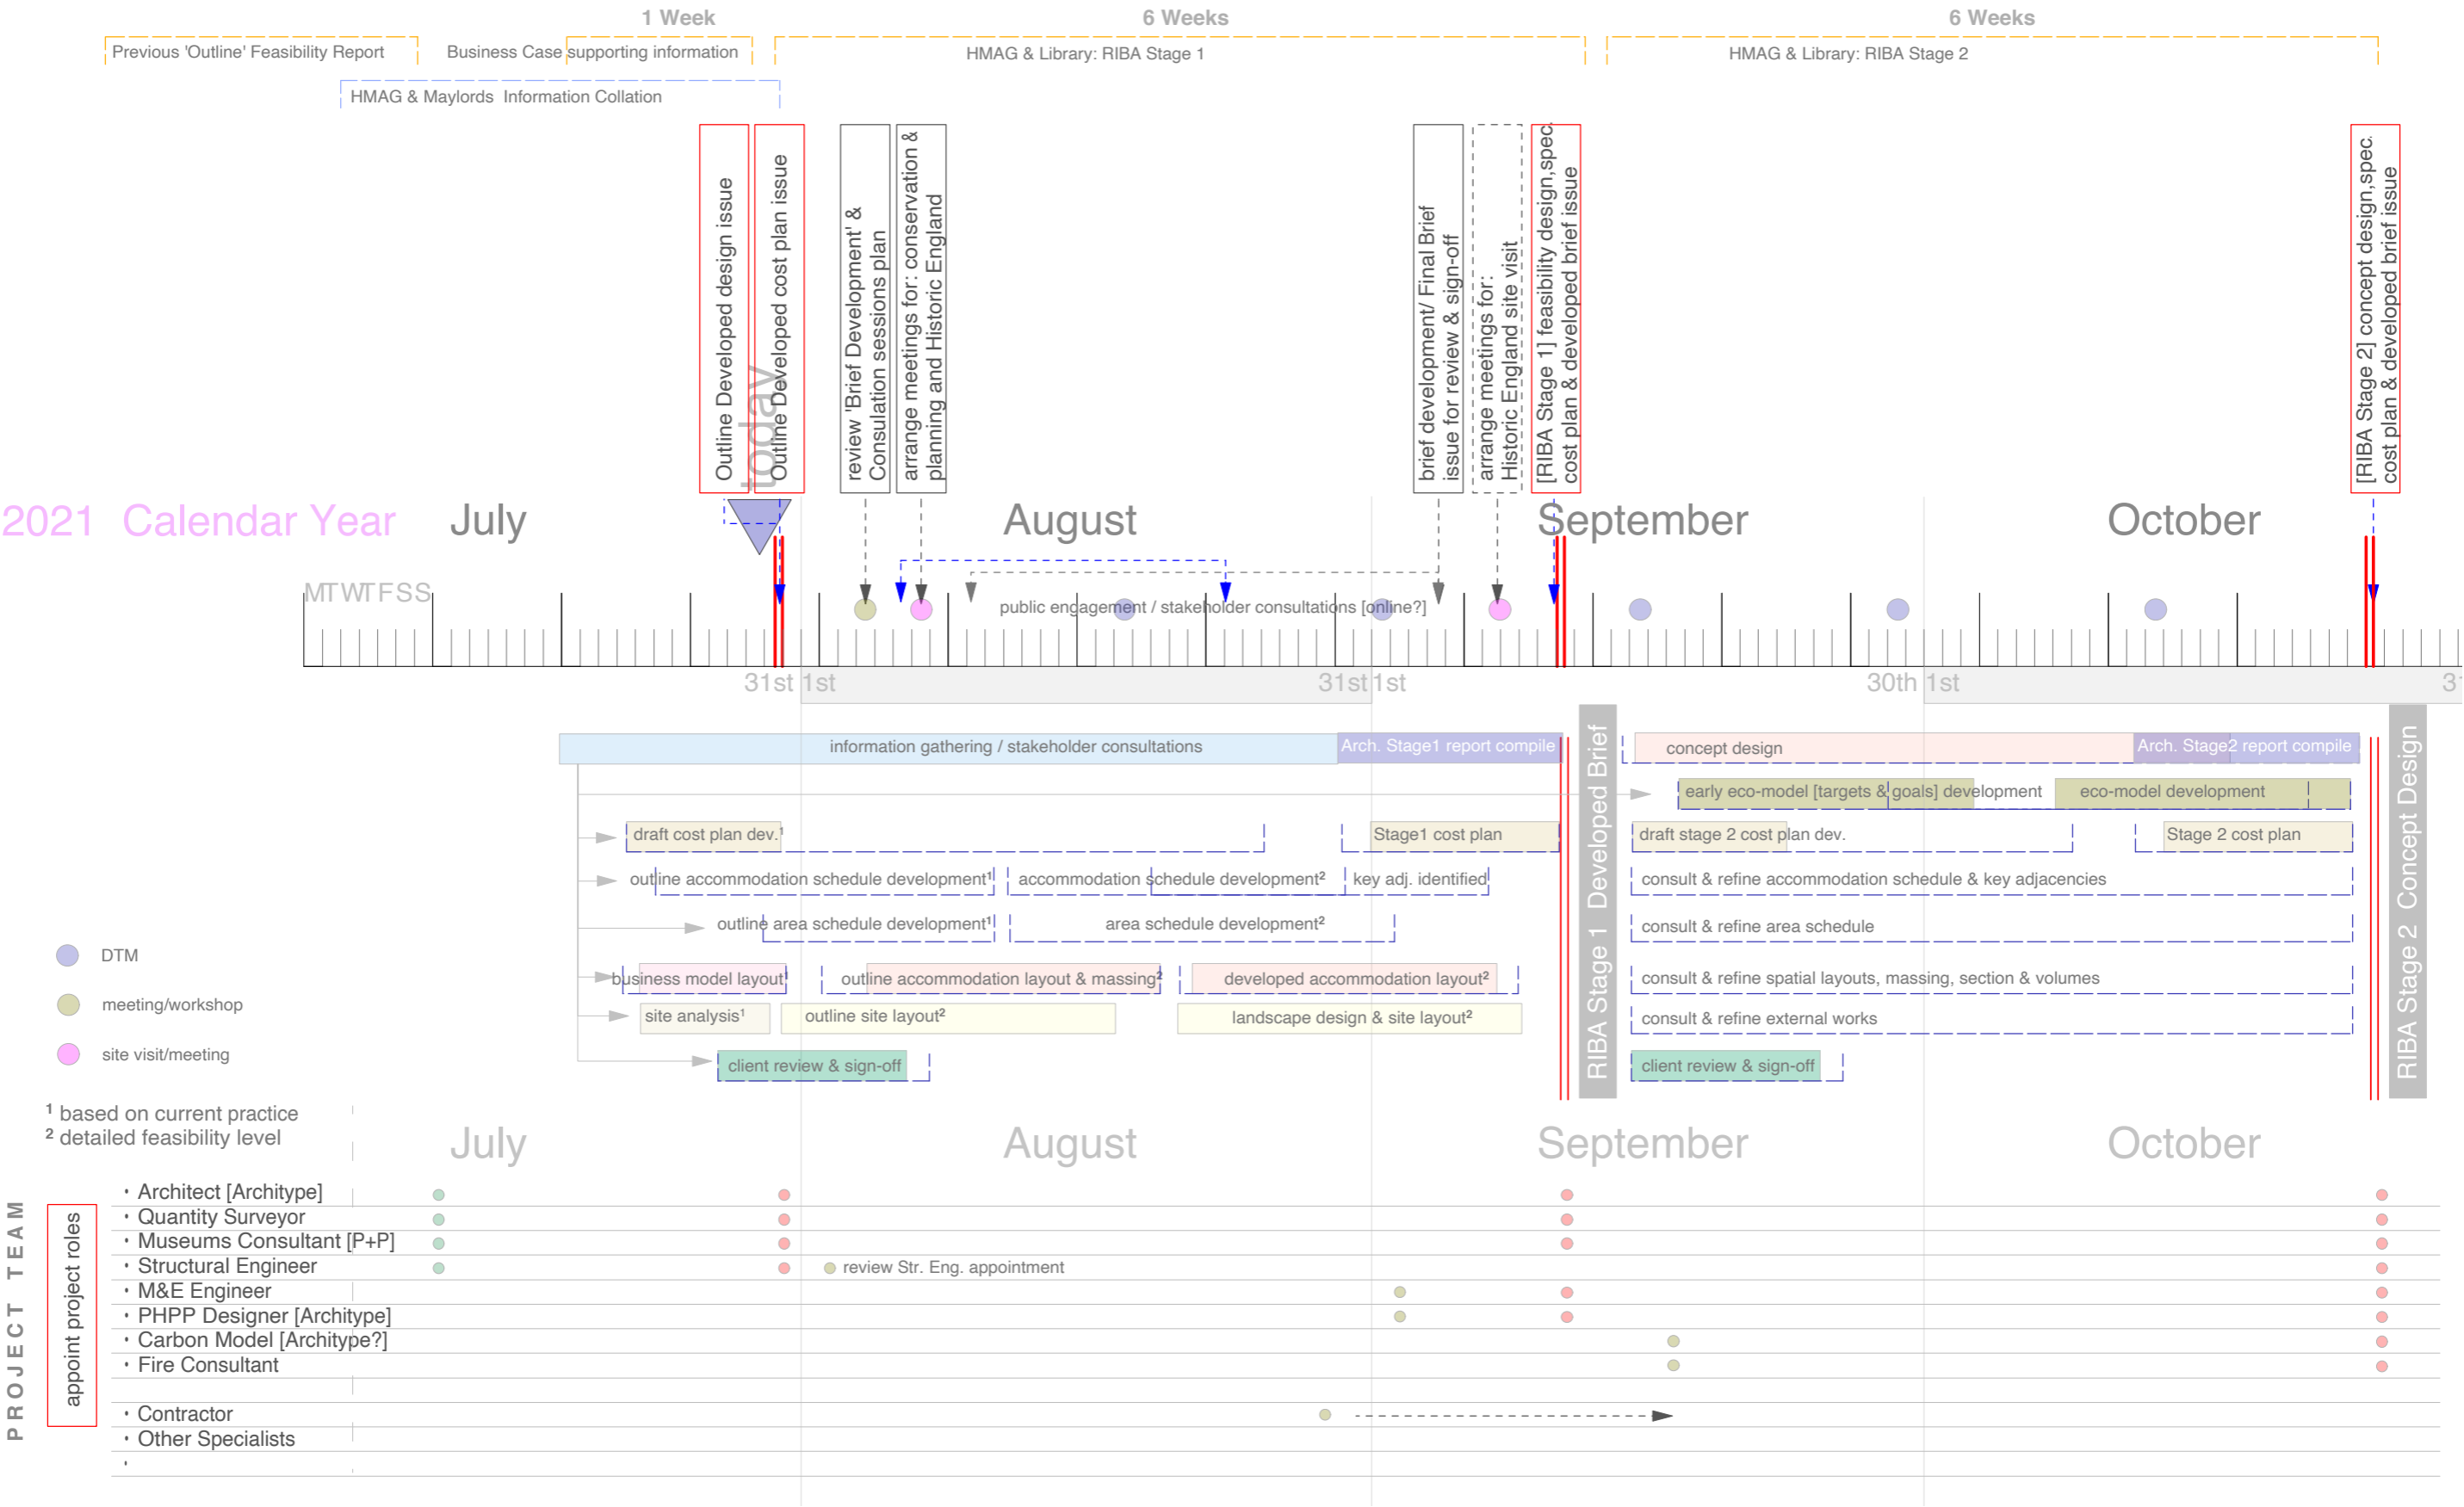 1 Week
6 Weeks
6 Weeks
Previous 'Outline' Feasibility Report
Business Case supporting information
HMAG & Library: RIBA Stage 1
HMAG & Library: RIBA Stage 2
HMAG & Maylords Information Collation
Outline Developed design issue
today
Outline Developed cost plan issue
review 'Brief Development' &
Consulation sessions plan
arrange meetings for: conservation &
planning and Historic England
brief development/ Final Brief
issue for review & sign-off
arrange meetings for:
Historic England site visit
[RIBA Stage 1] feasibility design,spec.
cost plan & developed brief issue
[RIBA Stage 2] concept design,spec.
cost plan & developed brief issue
2021 Calendar Year
July
August
September
October
MTWTFSS
public engagement / stakeholder consultations [online?]
31st 1st
31st 1st
30th 1st
31
information gathering / stakeholder consultations
Arch. Stage1 report compile
concept design
Arch. Stage2 report compile
early eco-model [targets & goals] development
eco-model development
draft cost plan dev.¹
Stage1 cost plan
draft stage 2 cost plan dev.
Stage 2 cost plan
outline accommodation schedule development¹
accommodation schedule development²
key adj. identified
consult & refine accommodation schedule & key adjacencies
outline area schedule development¹
area schedule development²
consult & refine area schedule
business model layout¹
outline accommodation layout & massing²
developed accommodation layout²
consult & refine spatial layouts, massing, section & volumes
site analysis¹
outline site layout²
landscape design & site layout²
consult & refine external works
client review & sign-off
client review & sign-off
RIBA Stage 1 Developed Brief
RIBA Stage 2 Concept Design
DTM
meeting/workshop
site visit/meeting
¹ based on current practice
² detailed feasibility level
July
August
September
October
PROJECT TEAM
appoint project roles
· Architect [Architype]
· Quantity Surveyor
· Museums Consultant [P+P]
· Structural Engineer
review Str. Eng. appointment
· M&E Engineer
· PHPP Designer [Architype]
· Carbon Model [Architype?]
· Fire Consultant
· Contractor
· Other Specialists
·